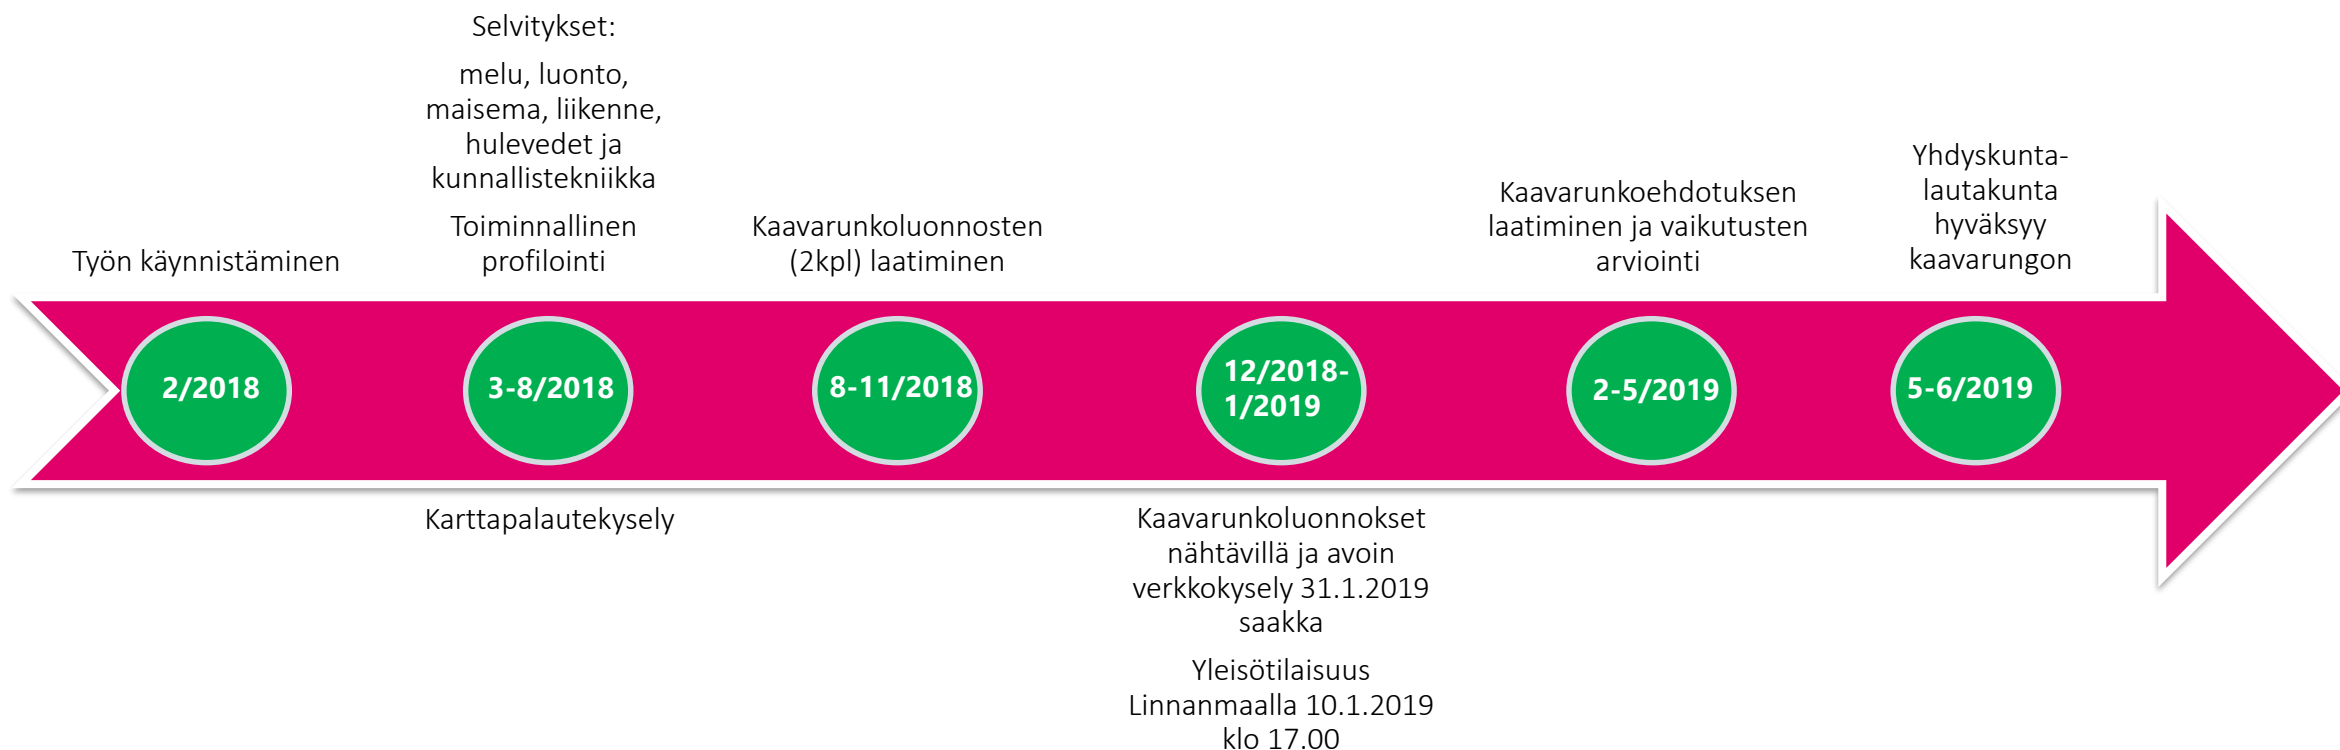 Selvitykset:
melu, luonto,
maisema, liikenne,
hulevedet ja
kunnallistekniikka
Toiminnallinen
profilointi
Työn käynnistäminen
Kaavarunkoluonnosten
(2kpl) laatiminen
Kaavarunkoehdotuksen
laatiminen ja vaikutusten
arviointi
Yhdyskunta-
lautakunta
hyväksyy
kaavarungon
2/2018
3-8/2018
8-11/2018
12/2018-
1/2019
2-5/2019
5-6/2019
Karttapalautekysely
Kaavarunkoluonnokset
nähtävillä ja avoin
verkkokysely 31.1.2019
saakka
Yleisötilaisuus
Linnanmaalla 10.1.2019
klo 17.00